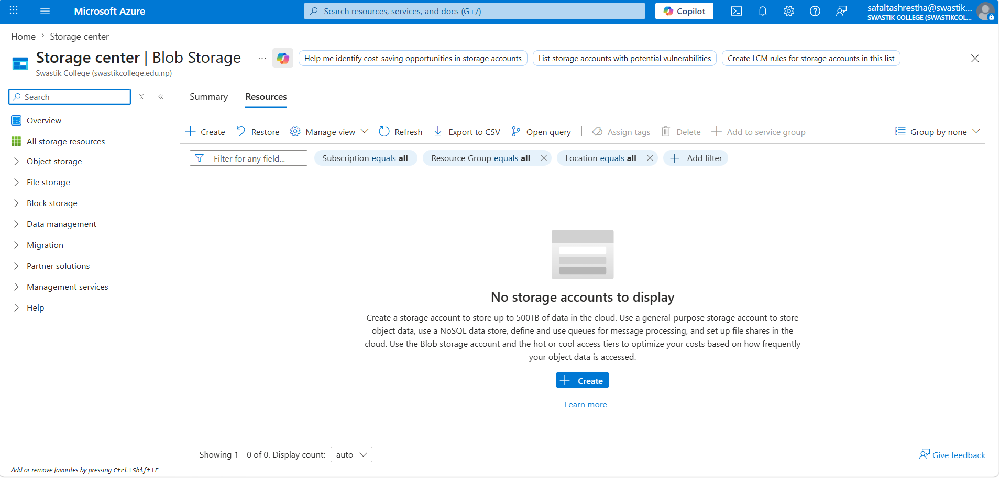 Microsoft Azure
Search resources, services, and docs (G+/)
Copilot
safaltashrestha@swastik...
SWASTIK COLLEGE (SWASTIKCOL...
Home
Storage center
Storage center | Blob Storage
...
Help me identify cost-saving opportunities in storage accounts
List storage accounts with potential vulnerabilities
Create LCM rules for storage accounts in this list
Swastik College (swastikcollege.edu.np)
Search
Overview
All storage resources
Object storage
File storage
Block storage
Data management
Migration
Partner solutions
Management services
Help
Summary
Resources
Create
Restore
Manage view
Refresh
Export to CSV
Open query
Assign tags
Delete
Add to service group
Group by none
Filter for any field...
Subscription equals all
Resource Group equals all
Location equals all
Add filter
No storage accounts to display
Create a storage account to store up to 500TB of data in the cloud. Use a general-purpose storage account to store
object data, use a NoSQL data store, define and use queues for message processing, and set up file shares in the
cloud. Use the Blob storage account and the hot or cool access tiers to optimize your costs based on how frequently
your object data is accessed.
Create
Learn more
Showing 1 - 0 of 0. Display count:
auto
Give feedback
Add or remove favorites by pressing Ctrl+Shift+F